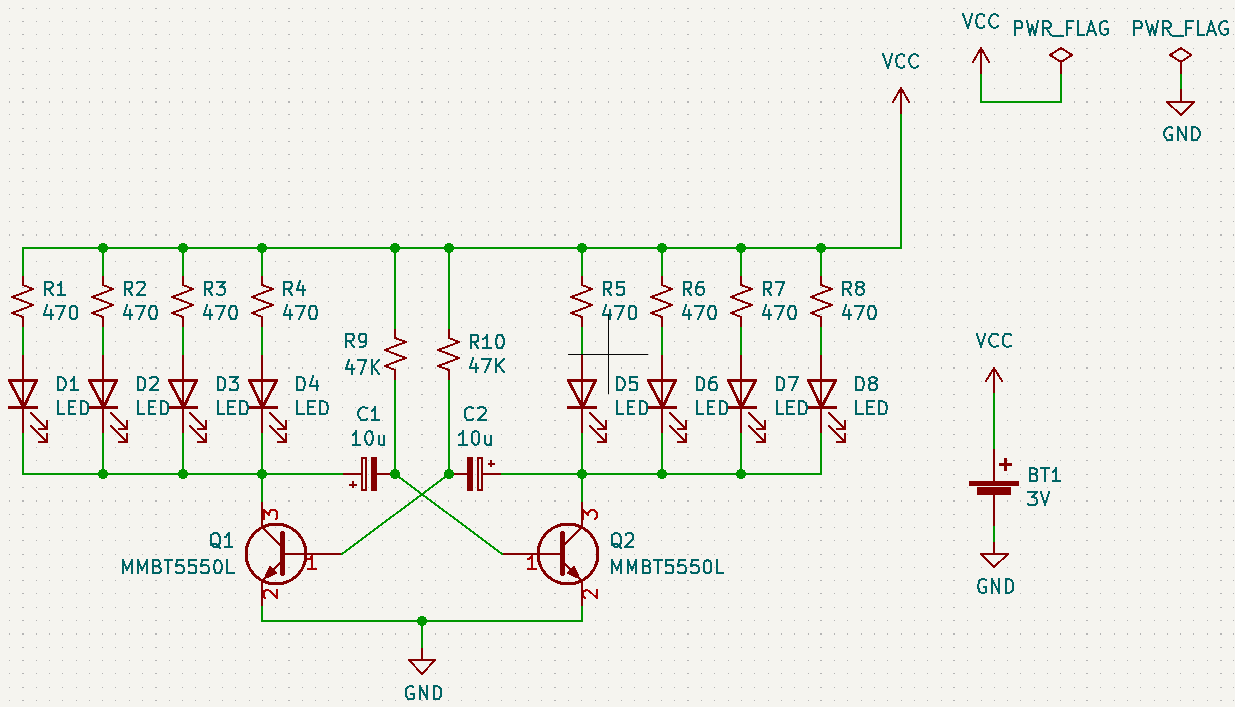 VCC
PWR_FLAG
PWR_FLAG
VCC
GND
R1
470
R2
470
R3
470
R4
470
R5
470
R6
470
R7
470
R8
470
R9
47K
R10
47K
VCC
D1
LED
D2
LED
D3
LED
D4
LED
D5
LED
D6
LED
D7
LED
D8
LED
C1
10u
C2
10u
+
+
+
BT1
3V
3
3
Q1
MMBT5550L
1
1
Q2
MMBT5550L
2
2
GND
GND